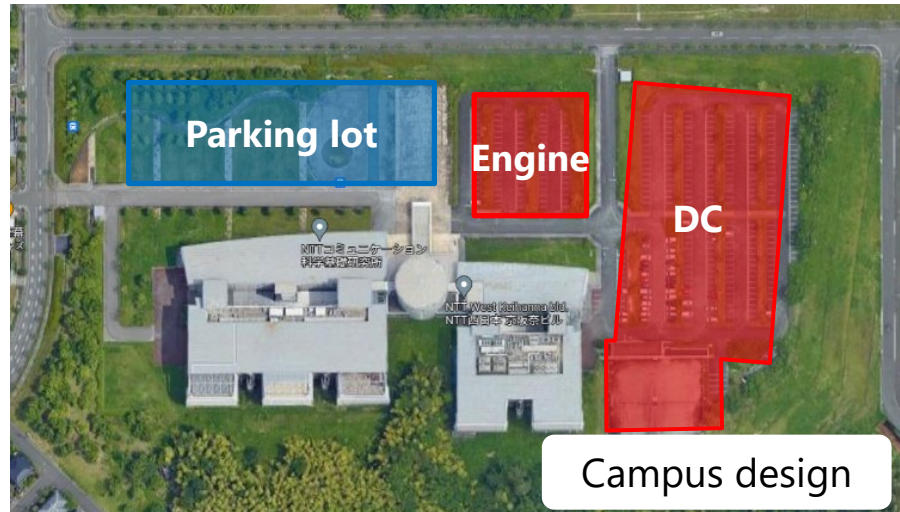 Parking lot
Engine
DC
NTTコミュニケーション
科学基礎研究所
NTT West Keihanna bld.
NTT西日本 京阪奈ビル
Campus design